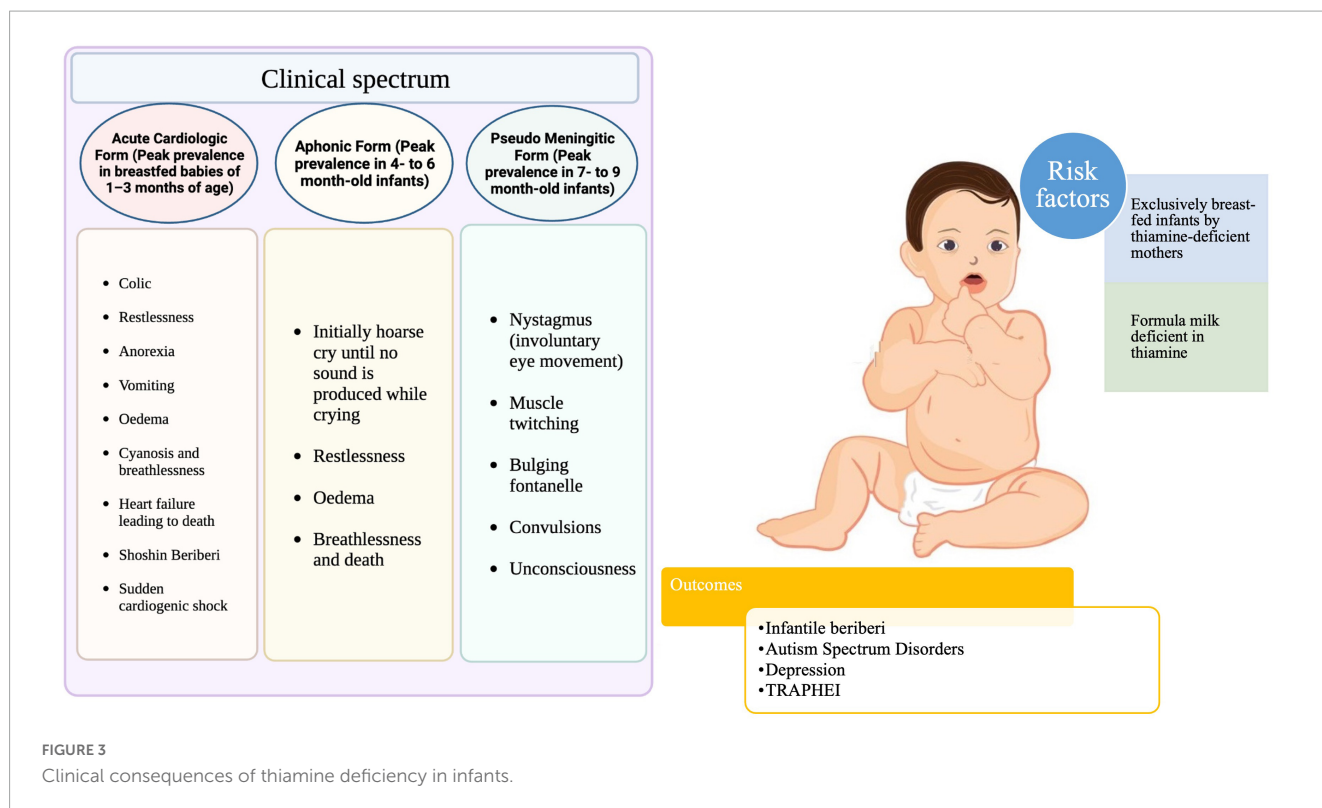 Clinical spectrum
Acute Cardiologic
Form (Peak prevalence
in breastfed babies of
1–3 months of age)
• Colic
• Restlessness
• Anorexia
• Vomiting
• Oedema
• Cyanosis and
breathlessness
• Heart failure
leading to death
• Shoshin Beriberi
• Sudden
cardiogenic shock
Aphonic Form (Peak
prevalence in 4- to 6
month-old infants)
• Initially hoarse
cry until no
sound is
produced while
crying
• Restlessness
• Oedema
• Breathlessness
and death
Pseudo Meningitic
Form (Peak
prevalence in 7- to 9
month-old infants)
• Nystagmus
(involuntary
eye movement)
• Muscle
twitching
• Bulging
fontanelle
• Convulsions
• Unconsciousness
Risk
factors
Exclusively breast-
fed infants by
thiamine-deficient
mothers
Formula milk
deficient in
thiamine
Outcomes
•Infantile beriberi
•Autism Spectrum Disorders
•Depression
•TRAPHEI
FIGURE 3
Clinical consequences of thiamine deficiency in infants.